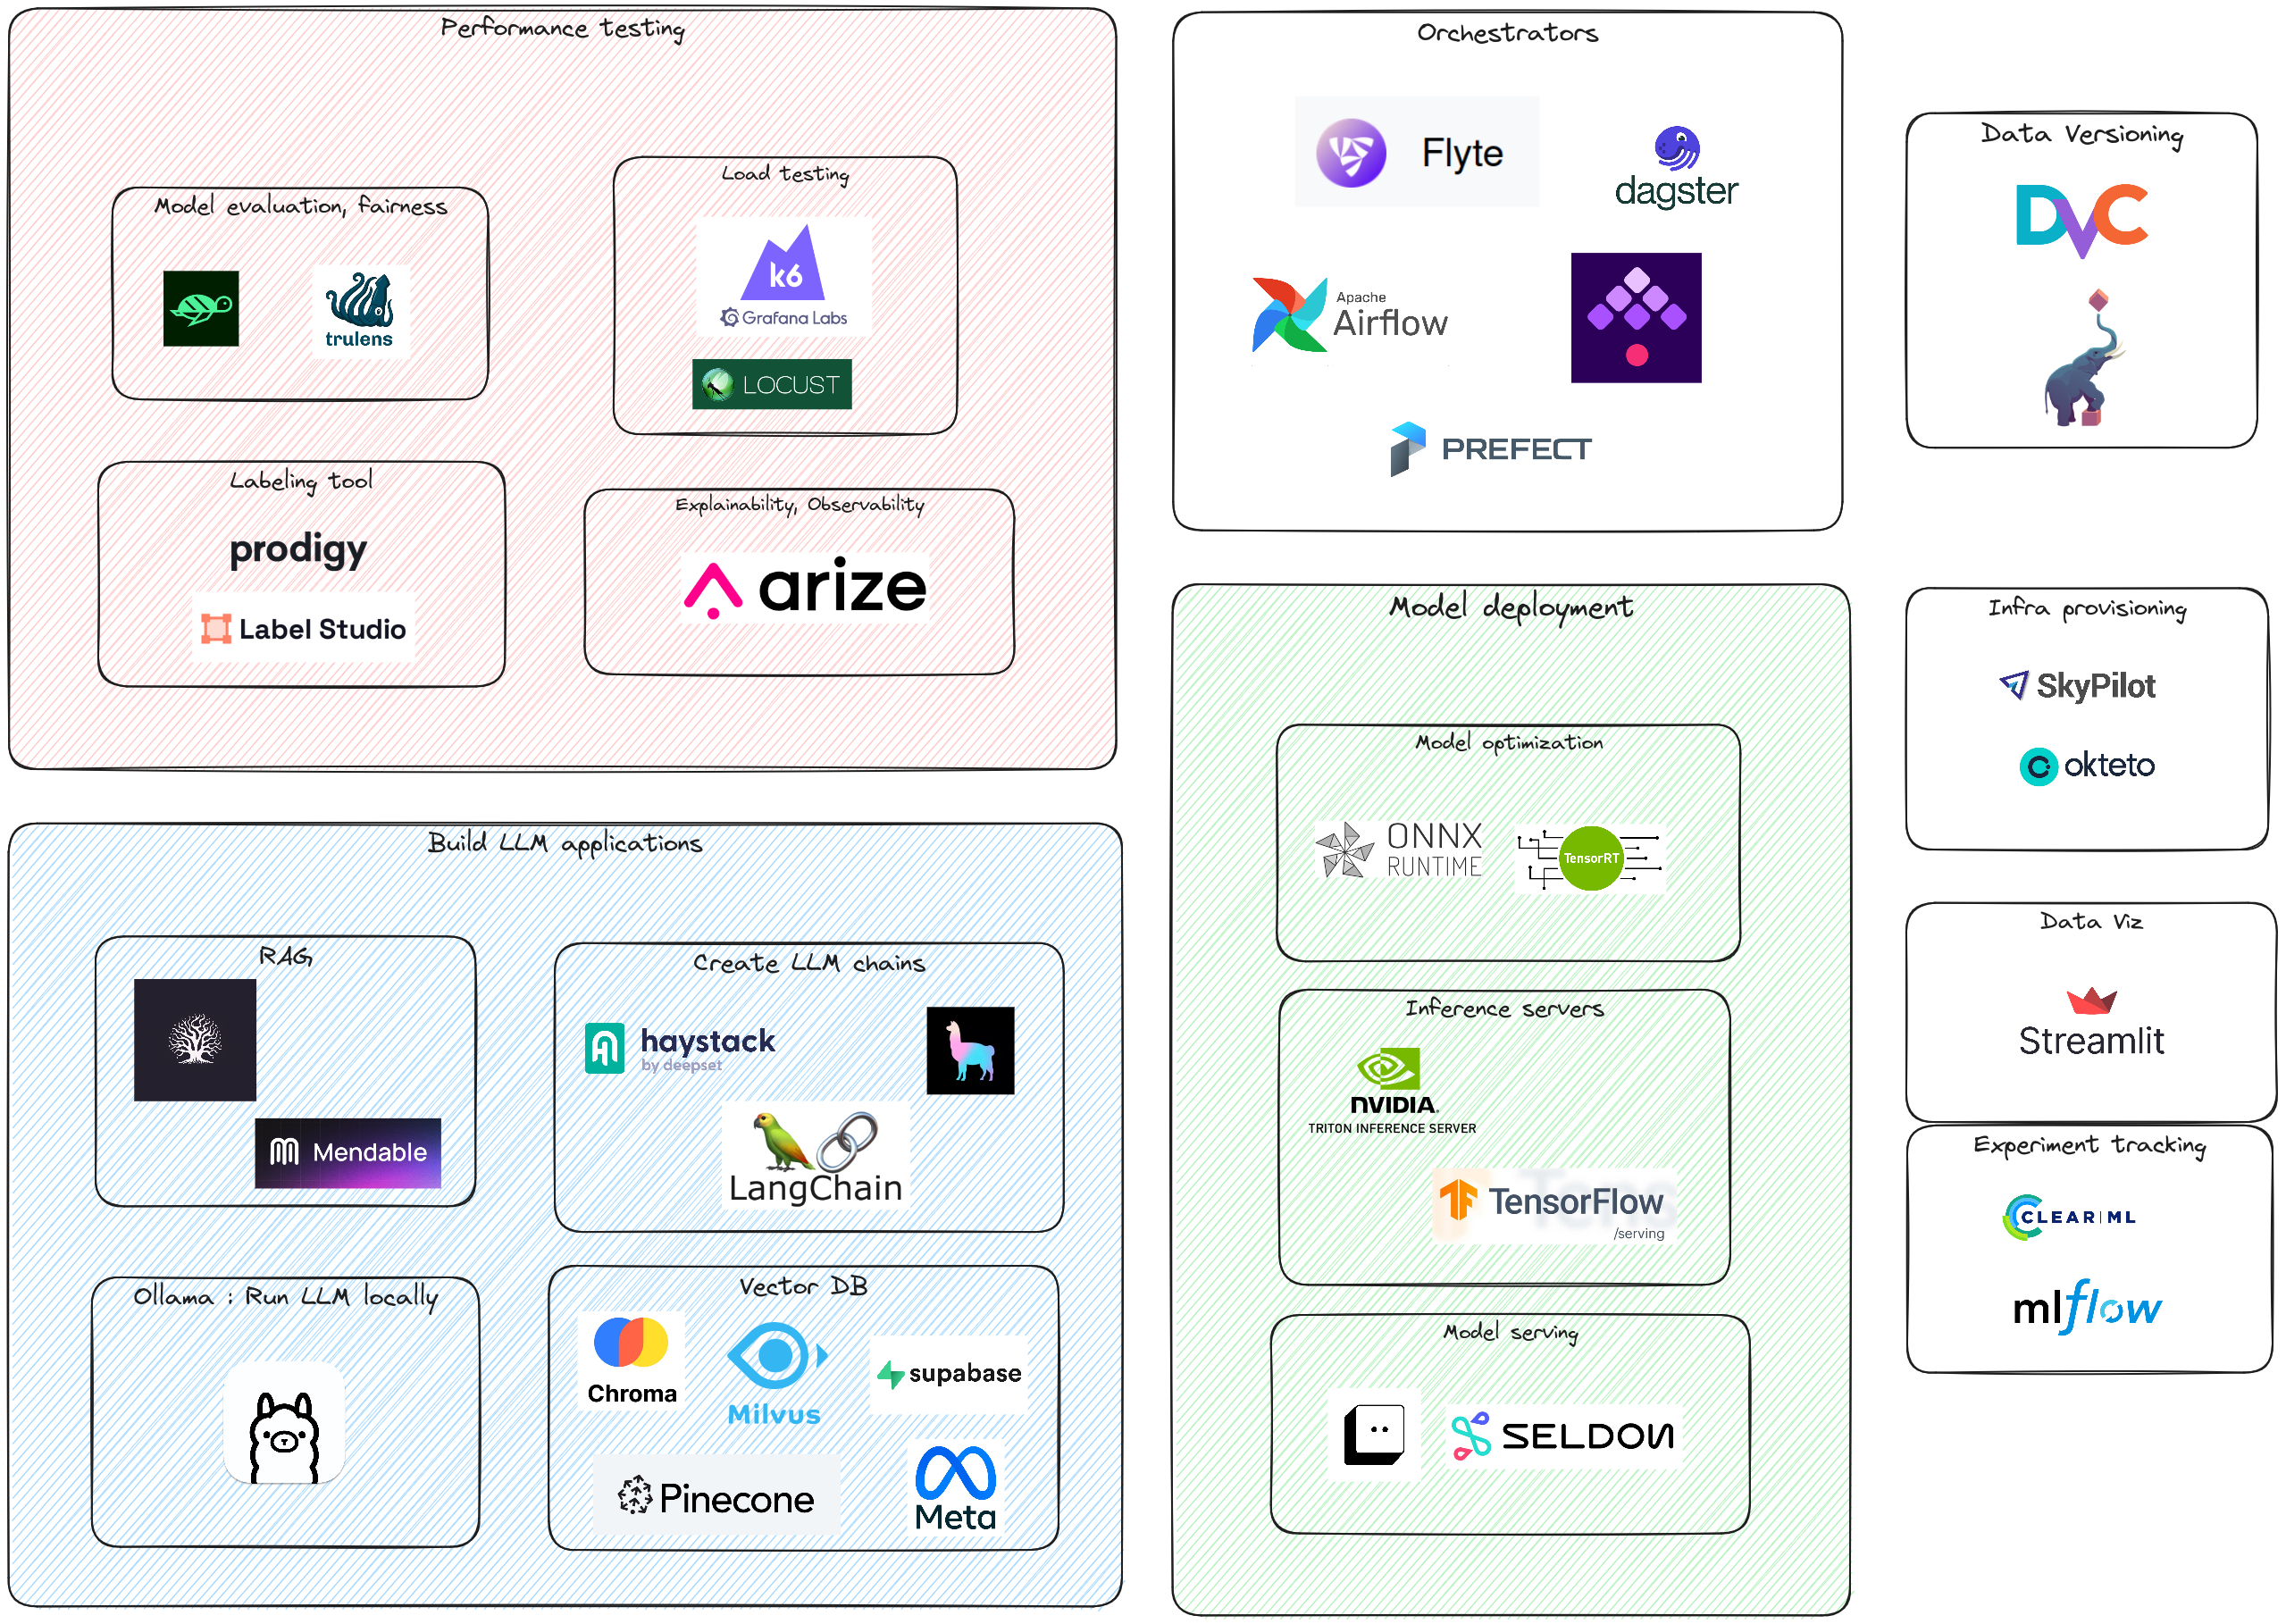 Performance testing
Model evaluation, fairness
trulens
Load testing
k6
Grafana Labs
LOCUST
Labeling tool
prodigy
Label Studio
Explainability, Observability
arize
Orchestrators
Flyte
dagster
Apache
Airflow
PREFECT
Data Versioning
DVC
Model deployment
Model optimization
ONNX
RUNTIME
TensorRT
Inference servers
NVIDIA.
TRITON INFERENCE SERVER
TensorFlow
/serving
Model serving
SELDON
Infra provisioning
SkyPilot
okteto
Data Viz
Streamlit
Experiment tracking
CLEAR|ML
mlflow
Build LLM applications
RAG
Mendable
Create LLM chains
haystack
by deepset
LangChain
Ollama : Run LLM locally
Vector DB
Chroma
Milvus
supabase
Pinecone
Meta